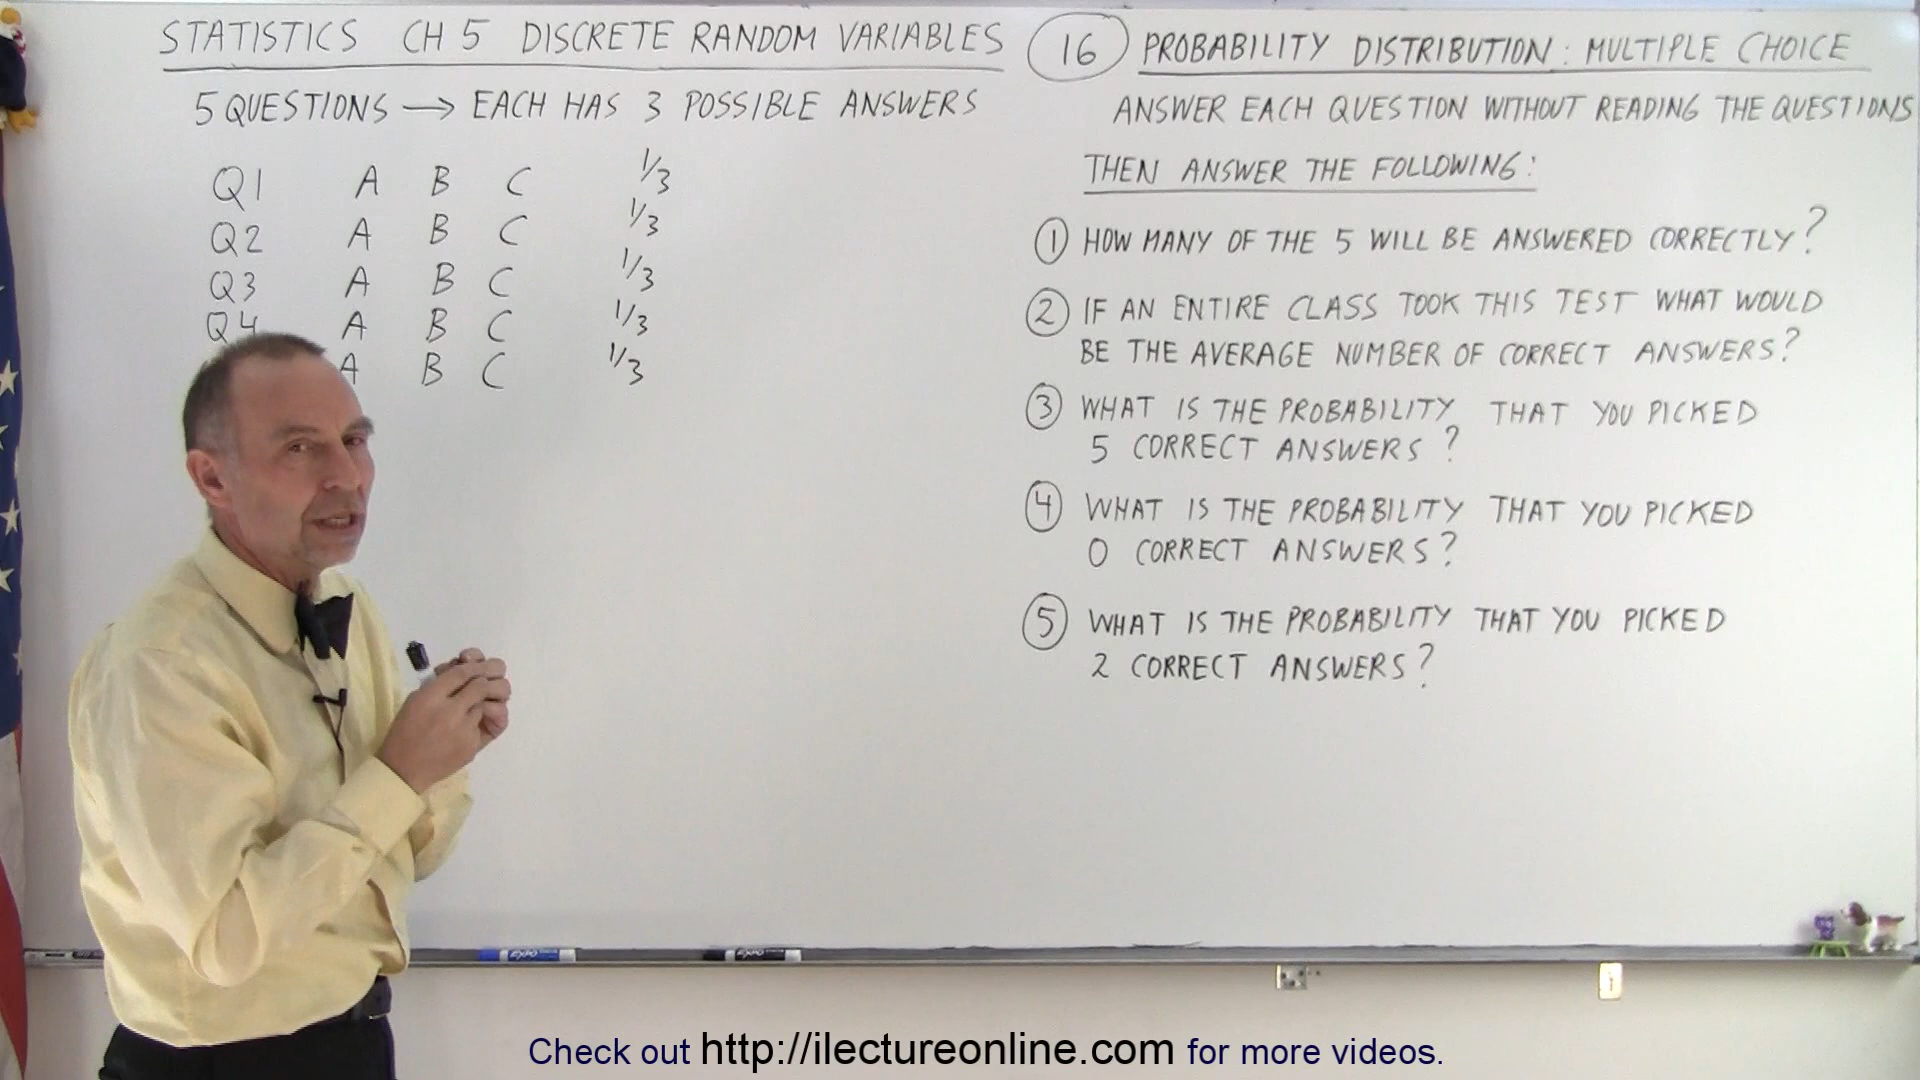 STATISTICS CH 5 DISCRETE RANDOM VARIABLES
5 QUESTIONS → EACH HAS 3 POSSIBLE ANSWERS
Q1 A B C 1/3
Q2 A B C 1/3
Q3 A B C 1/3
Q4 A B C 1/3
A B C 1/3
16 PROBABILITY DISTRIBUTION: MULTIPLE CHOICE
ANSWER EACH QUESTION WITHOUT READING THE QUESTIONS
THEN ANSWER THE FOLLOWING:
1 HOW MANY OF THE 5 WILL BE ANSWERED CORRECTLY?
2 IF AN ENTIRE CLASS TOOK THIS TEST WHAT WOULD
BE THE AVERAGE NUMBER OF CORRECT ANSWERS?
3 WHAT IS THE PROBABILITY THAT YOU PICKED
5 CORRECT ANSWERS?
4 WHAT IS THE PROBABILITY THAT YOU PICKED
0 CORRECT ANSWERS?
5 WHAT IS THE PROBABILITY THAT YOU PICKED
2 CORRECT ANSWERS?
EXPO
EXPO
Check out http://ilectureonline.com for more videos.